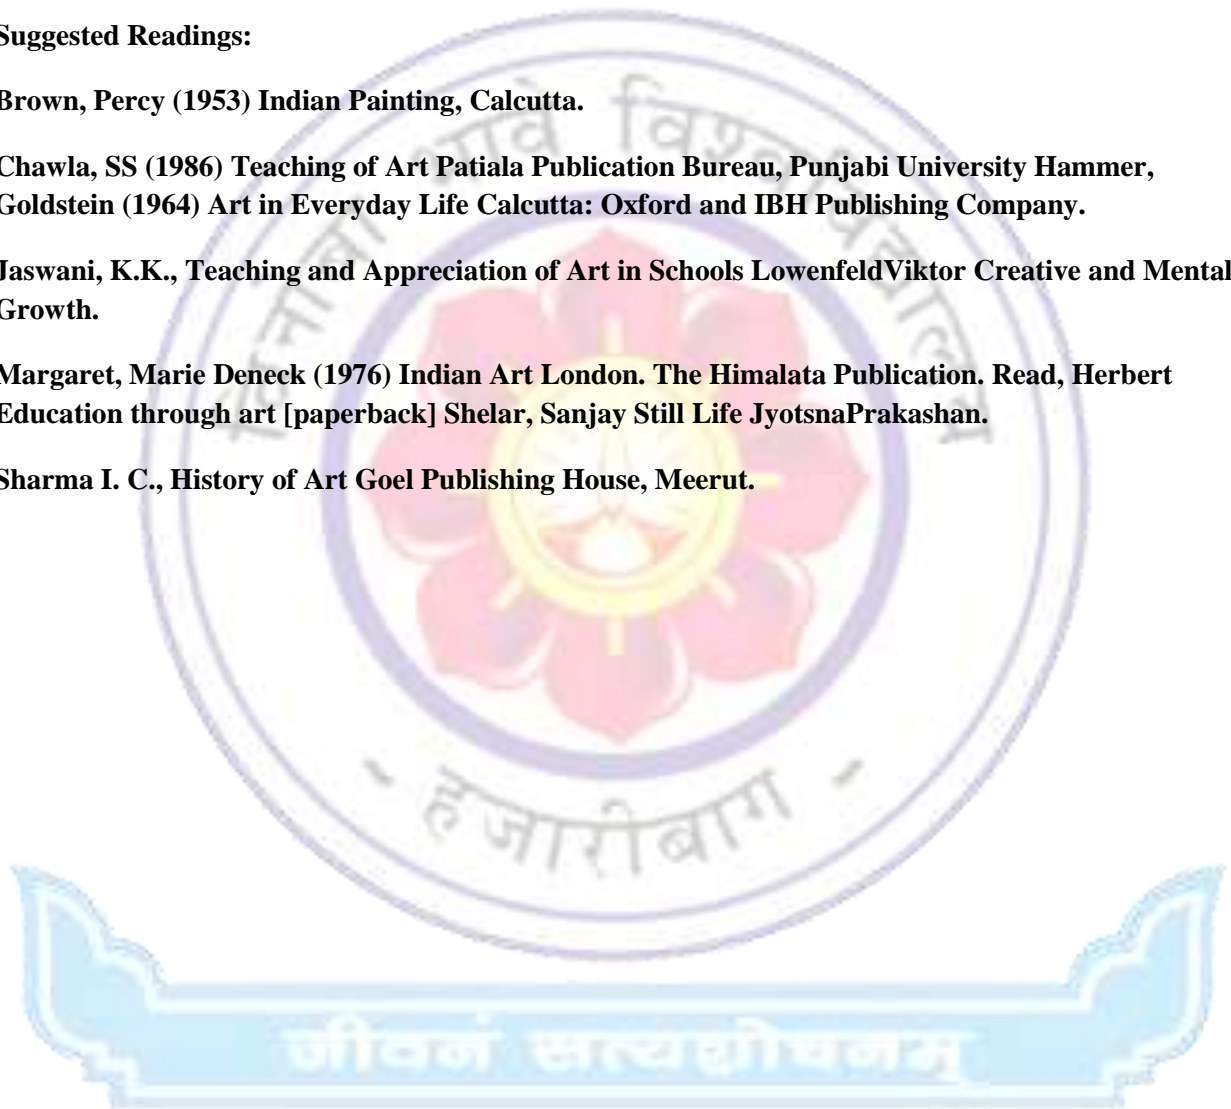 Suggested Readings:
Brown, Percy (1953) Indian Painting, Calcutta.
Chawla, SS (1986) Teaching of Art Patiala Publication Bureau, Punjabi University Hammer,
Goldstein (1964) Art in Everyday Life Calcutta: Oxford and IBH Publishing Company.
Jaswani, K.K., Teaching and Appreciation of Art in Schools LowenfeldViktor Creative and Mental
Growth.
Margaret, Marie Deneck (1976) Indian Art London. The Himalata Publication. Read, Herbert
Education through art [paperback] Shelar, Sanjay Still Life JyotsnaPrakashan.
Sharma I. C., History of Art Goel Publishing House, Meerut.
विनोबा भावे विश्वविद्यालय
- हजारीबाग -
जीवनं सत्यशोधनम्